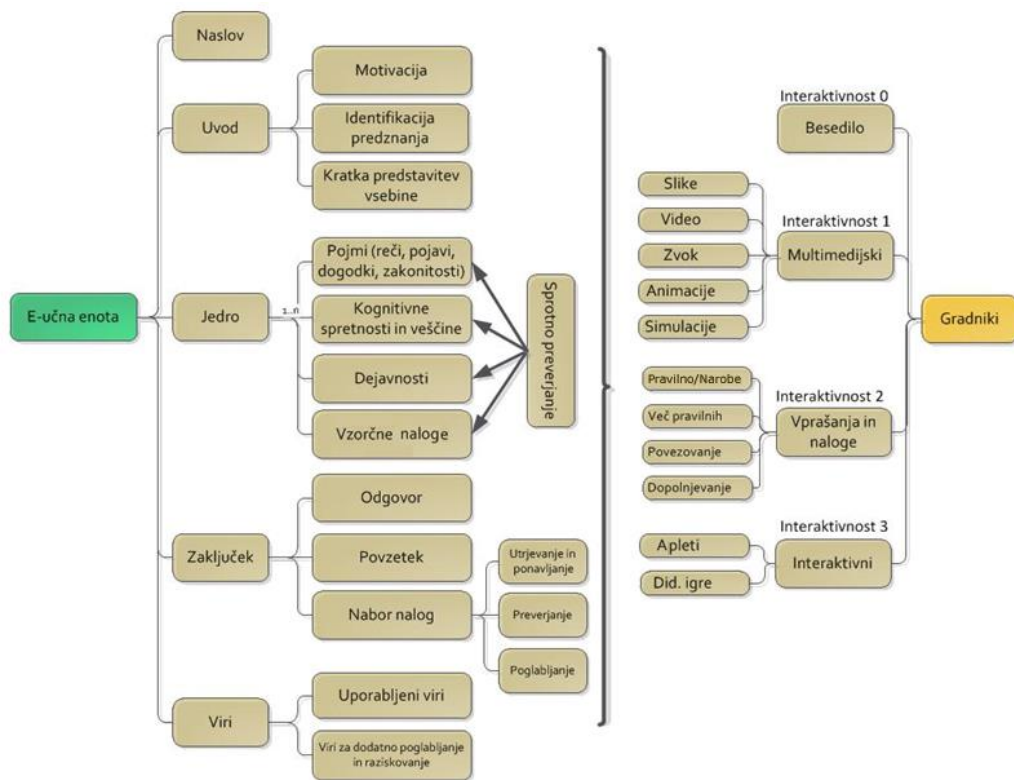 E-učna enota
Naslov
Uvod
Motivacija
Identifikacija
predznanja
Kratka predstavitev
vsebine
Jedro
1..n
Pojmi (reči, pojavi,
dogodki, zakonitosti)
Kognitivne
spretnosti in veščine
Dejavnosti
Vzorčne naloge
Sprotno preverjanje
Zaključek
Odgovor
Povzetek
Nabor nalog
Utrjevanje in
ponavljanje
Preverjanje
Poglabljanje
Viri
Uporabljeni viri
Viri za dodatno poglabljanje
in raziskovanje
Interaktivnost 0
Besedilo
Slike
Video
Zvok
Animacije
Simulacije
Interaktivnost 1
Multimedijski
Pravilno/Narobe
Več pravilnih
Povezovanje
Dopolnjevanje
Interaktivnost 2
Vprašanja in
naloge
Apleti
Did. igre
Interaktivnost 3
Interaktivni
Gradniki